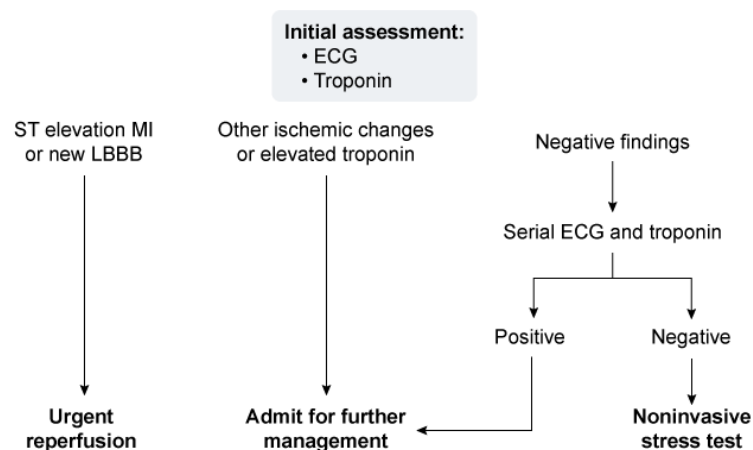 Initial assessment:
• ECG
• Troponin
ST elevation MI
or new LBBB
Other ischemic changes
or elevated troponin
Negative findings
Serial ECG and troponin
Positive
Negative
Urgent
reperfusion
Admit for further
management
Noninvasive
stress test